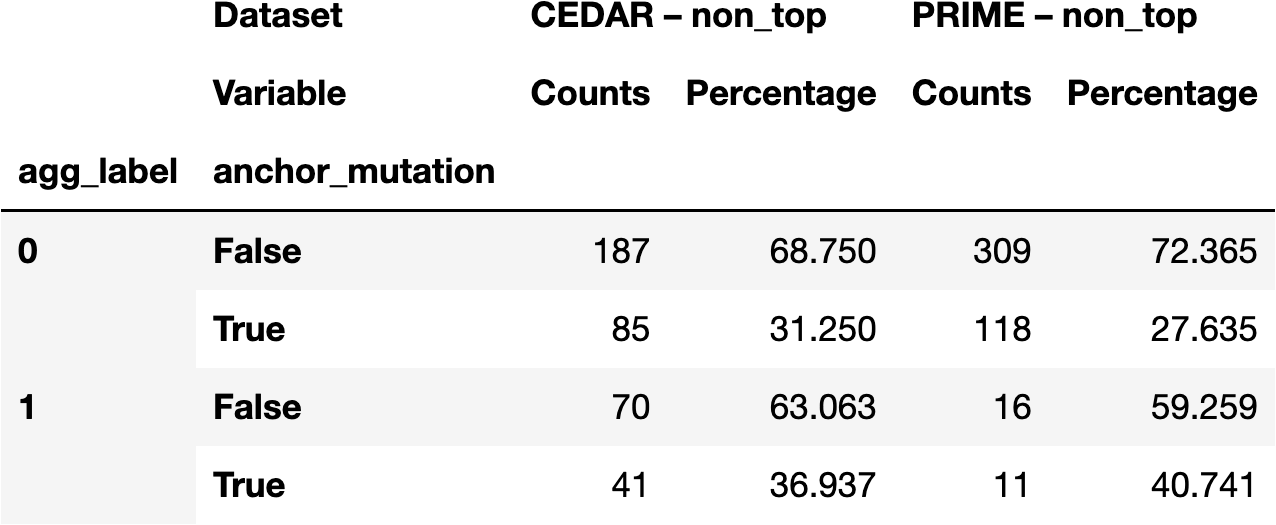 Dataset CEDAR – non_top PRIME – non_top
Variable Counts Percentage Counts Percentage
agg_label anchor_mutation
0 False 187 68.750 309 72.365
True 85 31.250 118 27.635
1 False 70 63.063 16 59.259
True 41 36.937 11 40.741